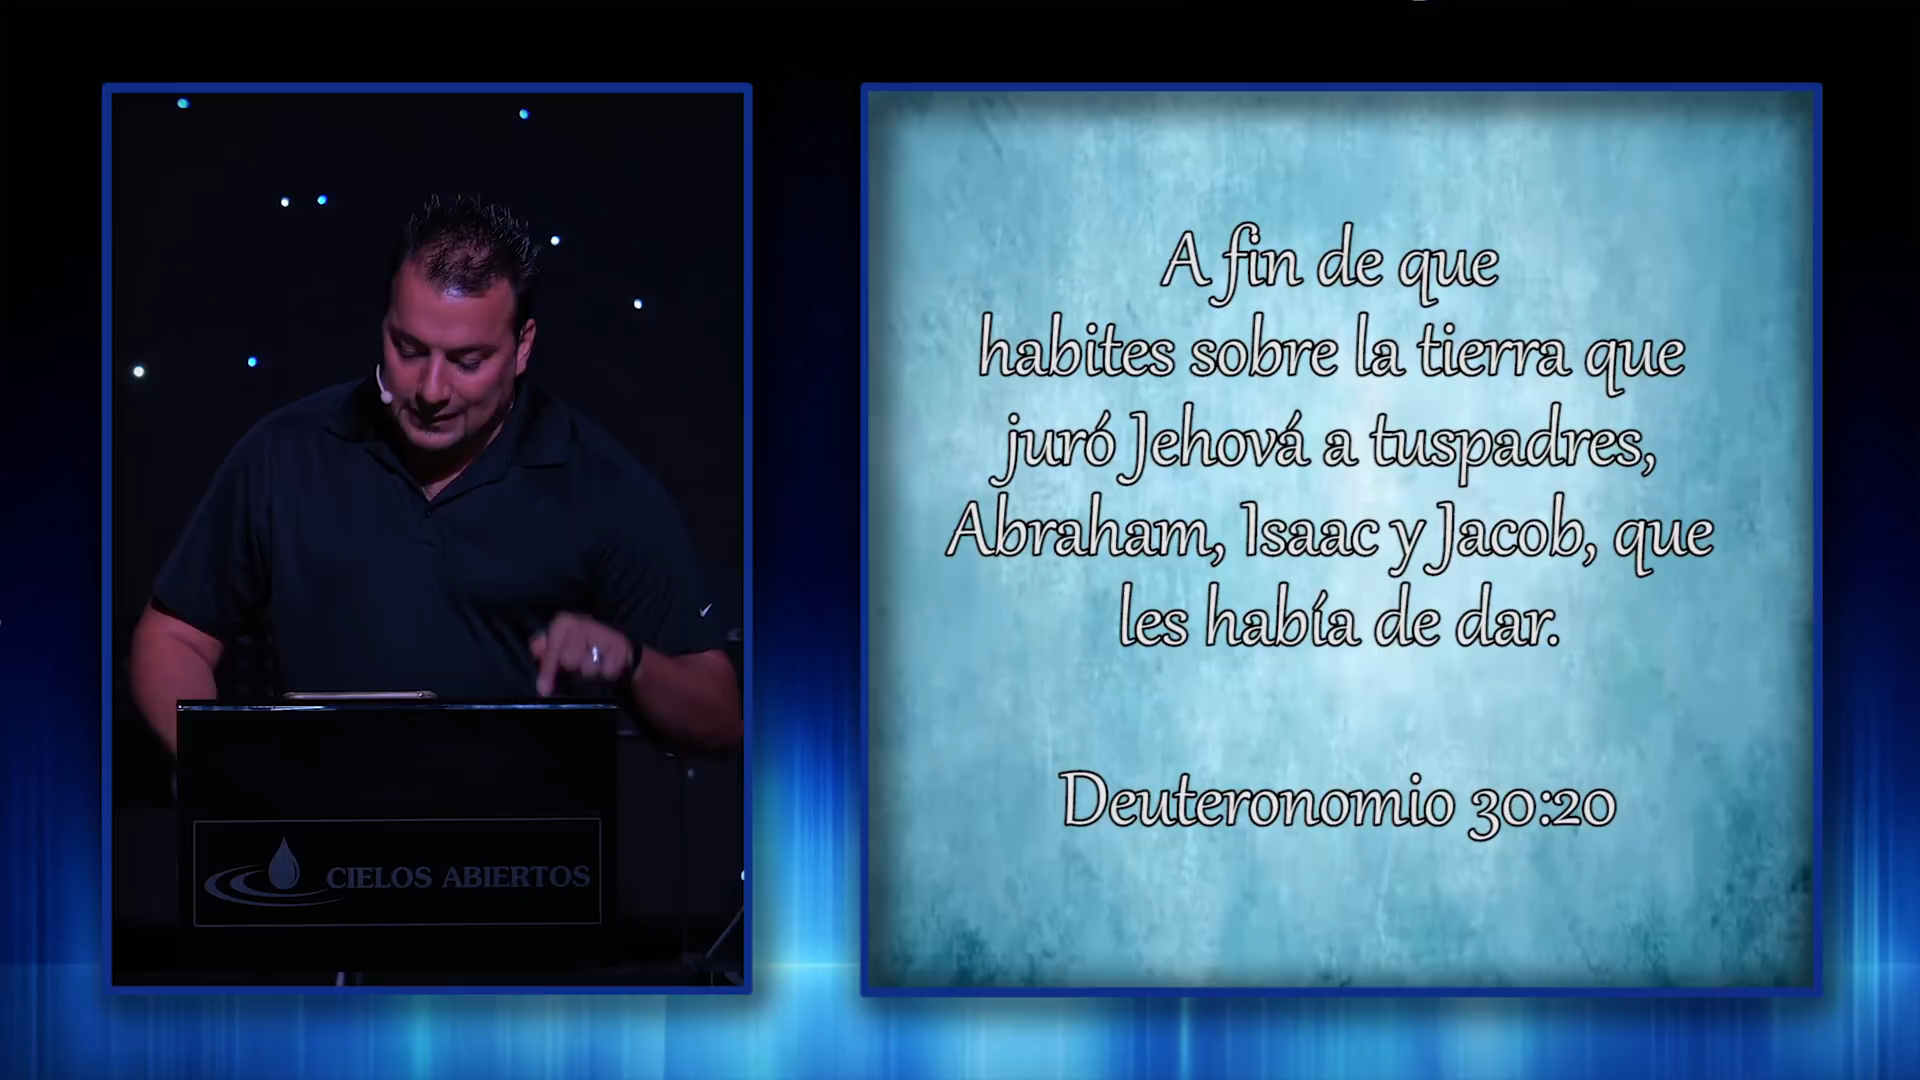 A fin de que
habites sobre la tierra que
juró Jehová a tuspadres,
Abraham, Isaac y Jacob, que
les había de dar.
Deuteronomio 30:20
CIELOS ABIERTOS